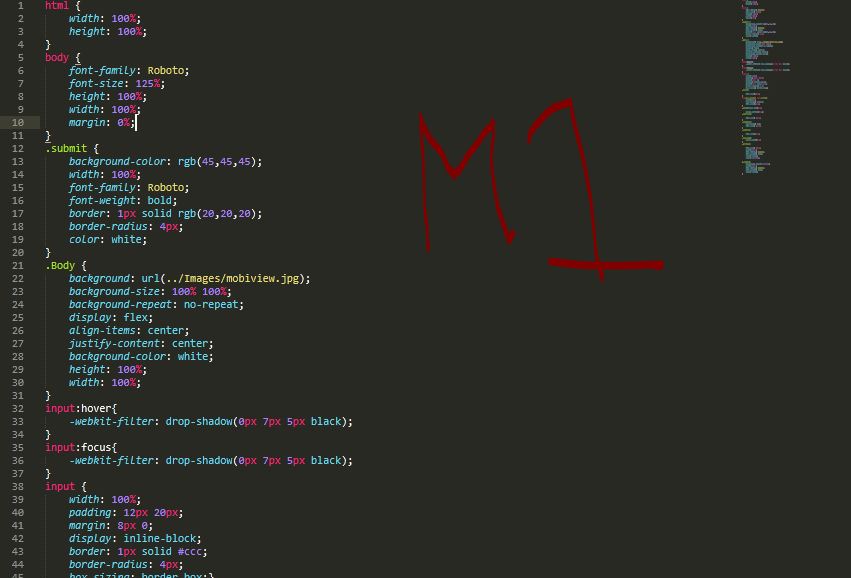 1 html {
2 width: 100%;
3 height: 100%;
4 }
5 body {
6 font-family: Roboto;
7 font-size: 125%;
8 height: 100%;
9 width: 100%;
10 margin: 0%;
11 }
12 .submit {
13 background-color: rgb(45,45,45);
14 width: 100%;
15 font-family: Roboto;
16 font-weight: bold;
17 border: 1px solid rgb(20,20,20);
18 border-radius: 4px;
19 color: white;
20 }
21 .Body {
22 background: url(../Images/mobiview.jpg);
23 background-size: 100% 100%;
24 background-repeat: no-repeat;
25 display: flex;
26 align-items: center;
27 justify-content: center;
28 background-color: white;
29 height: 100%;
30 width: 100%;
31 }
32 input:hover{
33 -webkit-filter: drop-shadow(0px 7px 5px black);
34 }
35 input:focus{
36 -webkit-filter: drop-shadow(0px 7px 5px black);
37 }
38 input {
39 width: 100%;
40 padding: 12px 20px;
41 margin: 8px 0;
42 display: inline-block;
43 border: 1px solid #ccc;
44 border-radius: 4px;
45 box-sizing: border-box;}
M1